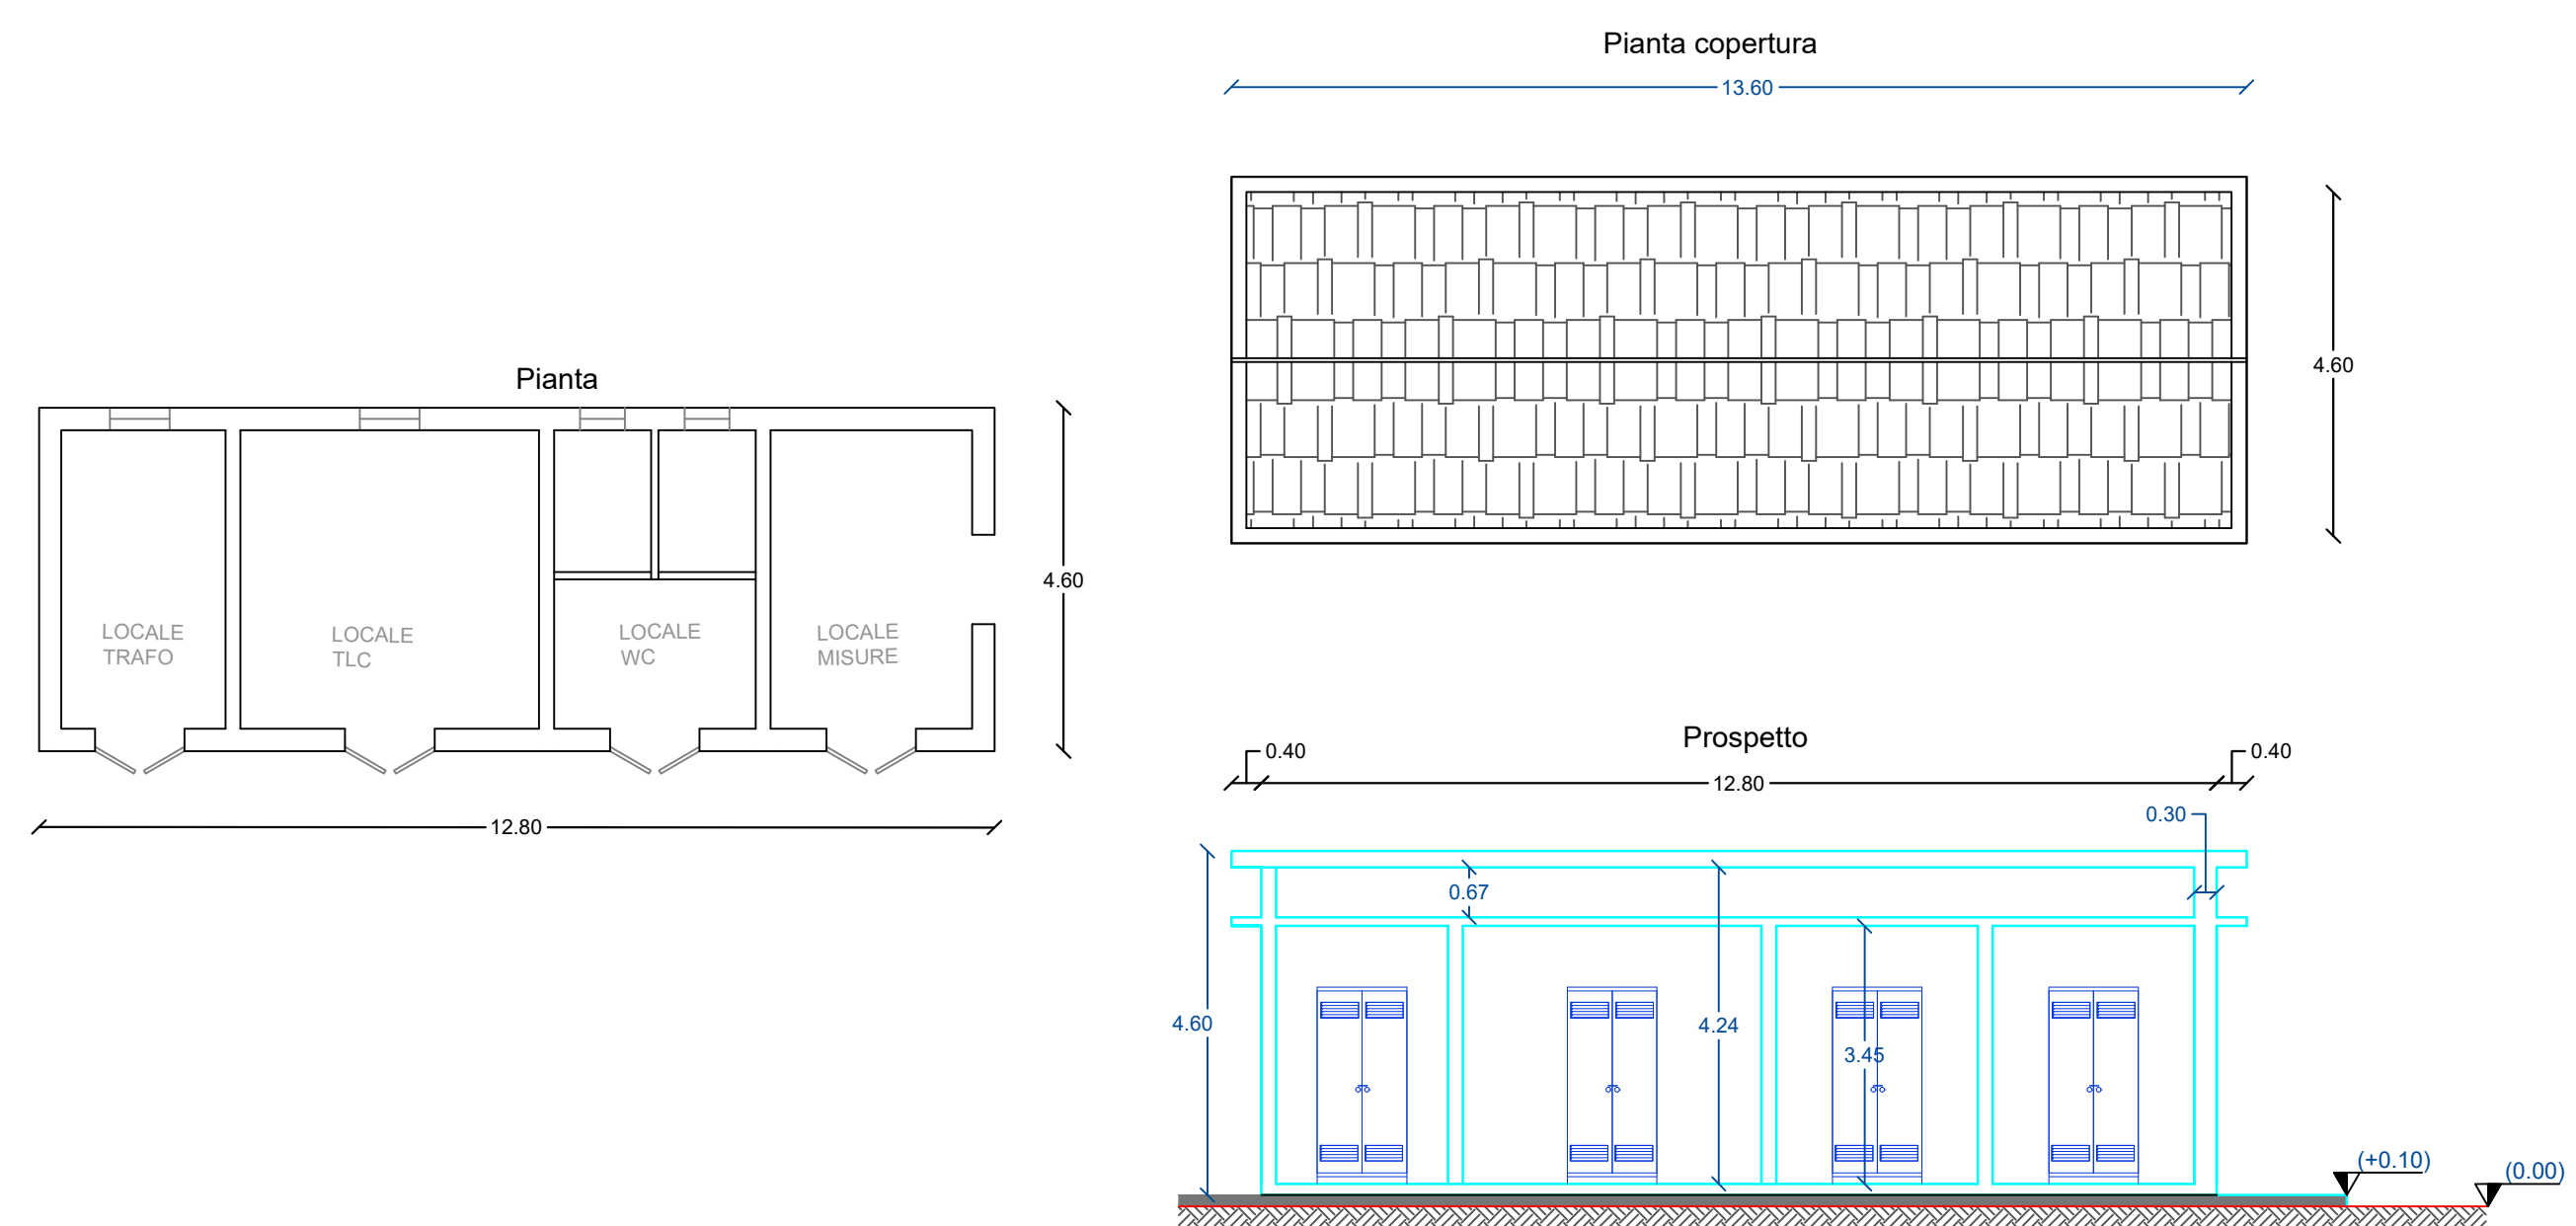 Pianta copertura
13.60
4.60
Pianta
LOCALE
TRAFO
LOCALE
TLC
LOCALE
WC
LOCALE
MISURE
4.60
12.80
Prospetto
0.40
12.80
0.40
0.30
0.67
4.60
4.24
3.45
(+0.10)
(0.00)